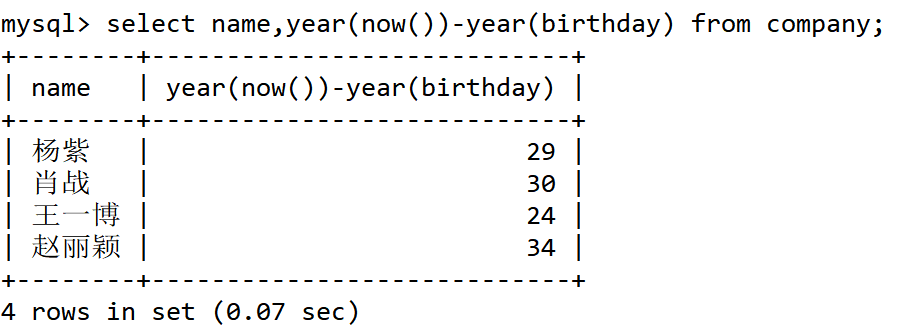 mysql> select name,year(now())-year(birthday) from company;
+--------+----------------------------+
| name   | year(now())-year(birthday) |
+--------+----------------------------+
| 杨紫   |                         29 |
| 肖战   |                         30 |
| 王一博 |                         24 |
| 赵丽颖 |                         34 |
+--------+----------------------------+
4 rows in set (0.07 sec)